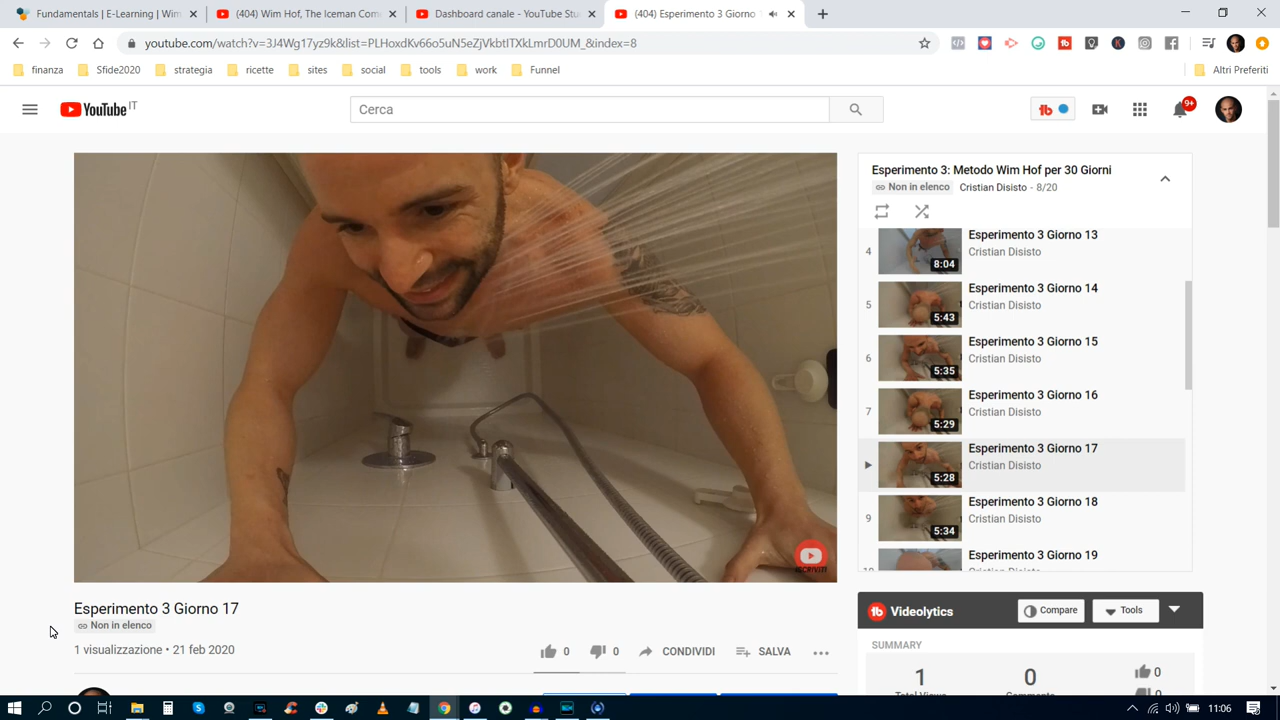 Fundamentals | E-Learning | Wim
(404) Wim Hof, The Iceman Come
Dashboard canale - YouTube Stu
(404) Esperimento 3 Giorno
youtube.com/watch?v=3J4Wg17yz9k&list=PLHoxdKv66o5uN5eZjVkhttTXkLmrD0UM_&index=8
finanza
Sfide2020
strategia
ricette
sites
social
tools
work
Funnel
Altri Preferiti
YouTube IT
Cerca
9+
Esperimento 3: Metodo Wim Hof per 30 Giorni
Non in elenco Cristian Disisto - 8/20
4
8:04
Esperimento 3 Giorno 13
Cristian Disisto
5
5:43
Esperimento 3 Giorno 14
Cristian Disisto
6
5:35
Esperimento 3 Giorno 15
Cristian Disisto
7
5:29
Esperimento 3 Giorno 16
Cristian Disisto
5:28
Esperimento 3 Giorno 17
Cristian Disisto
9
5:34
Esperimento 3 Giorno 18
Cristian Disisto
Esperimento 3 Giorno 19
ISCRIVITI
Esperimento 3 Giorno 17
Non in elenco
1 visualizzazione • 21 feb 2020
0
0
CONDIVIDI
SALVA
tb Videolytics
Compare
Tools
SUMMARY
1
0
0
11:06